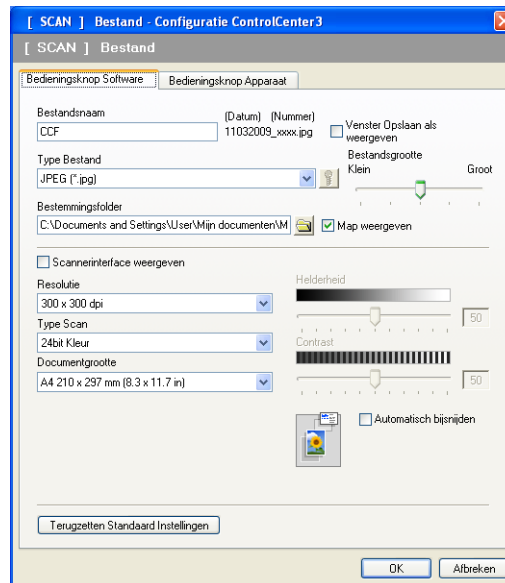 [ SCAN ] Bestand - Configuratie ControlCenter3
[ SCAN ] Bestand
Bedieningsknop Software
Bedieningsknop Apparaat
Bestandsnaam
(Datum) (Nummer)
CCF
11032009_xxxx.jpg
Venster Opslaan als
weergeven
Type Bestand
Bestandsgrootte
Klein
Groot
JPEG (*.jpg)
Bestemmingsfolder
C:\Documents and Settings\User\Mijn documenten\M
Map weergeven
Scannerinterface weergeven
Resolutie
Helderheid
300 x 300 dpi
50
Type Scan
24bit Kleur
Contrast
Documentgrootte
A4 210 x 297 mm (8.3 x 11.7 in)
50
Automatisch bijsnijden
Terugzetten Standaard Instellingen
OK
Afbreken